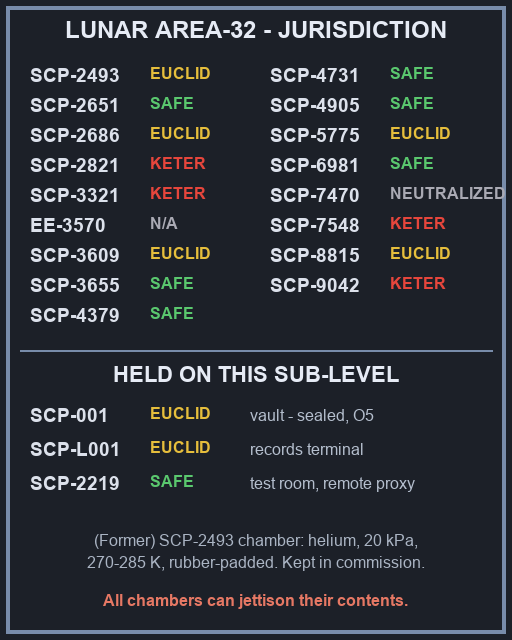 LUNAR AREA-32 - JURISDICTION
SCP-2493 EUCLID
SCP-2651 SAFE
SCP-2686 EUCLID
SCP-2821 KETER
SCP-3321 KETER
EE-3570 N/A
SCP-3609 EUCLID
SCP-3655 SAFE
SCP-4379 SAFE
SCP-4731 SAFE
SCP-4905 SAFE
SCP-5775 EUCLID
SCP-6981 SAFE
SCP-7470 NEUTRALIZED
SCP-7548 KETER
SCP-8815 EUCLID
SCP-9042 KETER
HELD ON THIS SUB-LEVEL
SCP-001 EUCLID vault - sealed, O5
SCP-L001 EUCLID records terminal
SCP-2219 SAFE test room, remote proxy
(Former) SCP-2493 chamber: helium, 20 kPa,
270-285 K, rubber-padded. Kept in commission.
All chambers can jettison their contents.